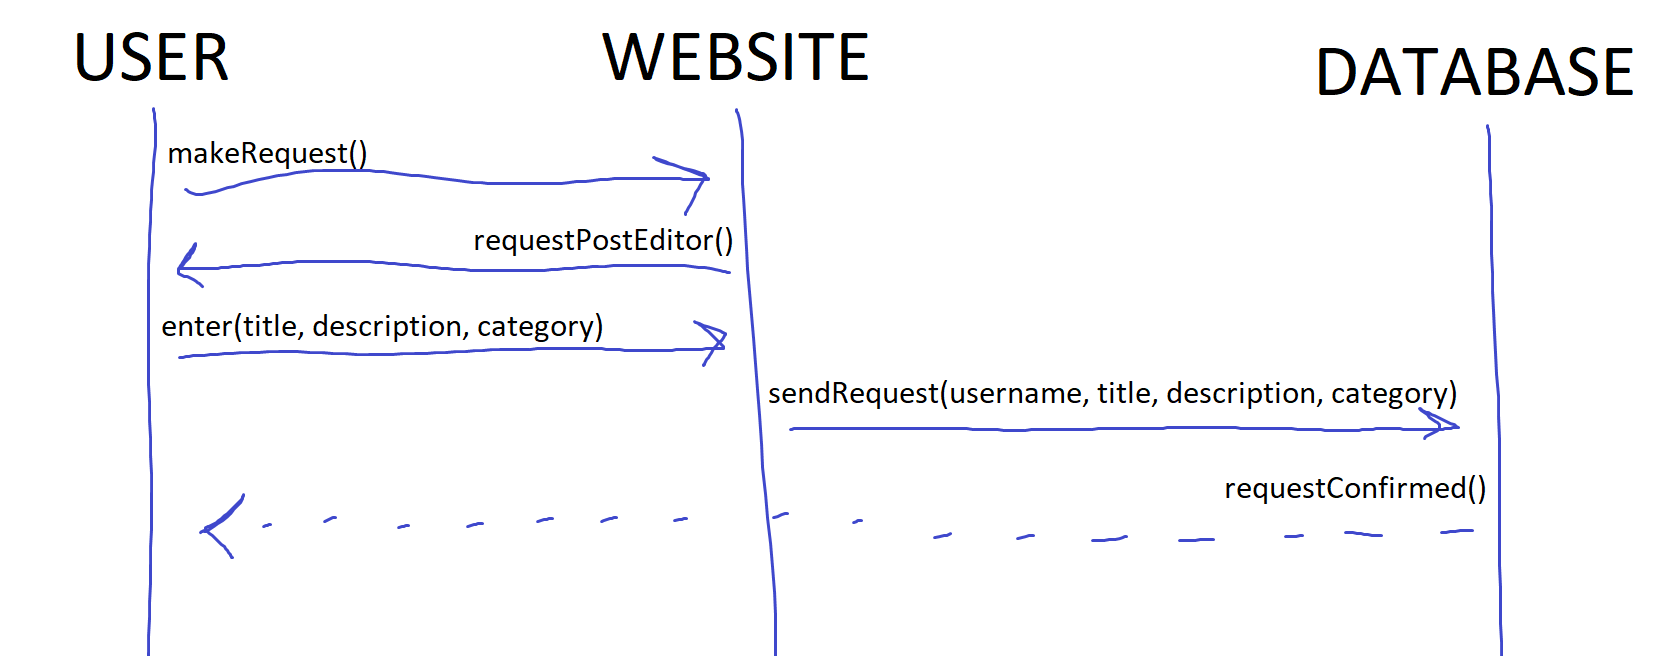 USER
WEBSITE
DATABASE
makeRequest()
requestPostEditor()
enter(title, description, category)
sendRequest(username, title, description, category)
requestConfirmed()